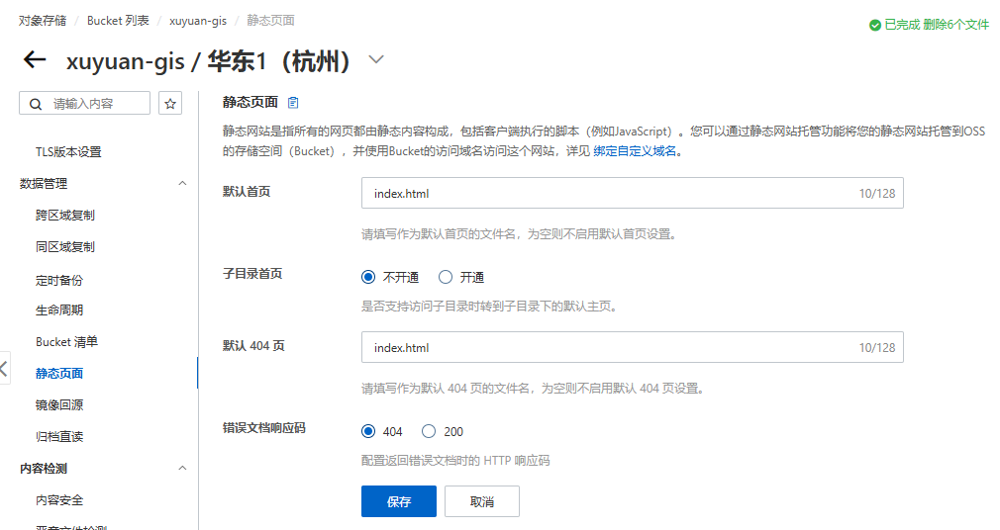 对象存储 / Bucket 列表 / xuyuan-gis / 静态页面
已完成 删除6个文件
xuyuan-gis / 华东1（杭州）
请输入内容
TLS版本设置
数据管理
跨区域复制
同区域复制
定时备份
生命周期
Bucket 清单
静态页面
镜像回源
归档直读
内容检测
内容安全
恶意文件检测
静态页面
静态网站是指所有的网页都由静态内容构成，包括客户端执行的脚本（例如JavaScript）。您可以通过静态网站托管功能将您的静态网站托管到OSS
的存储空间（Bucket），并使用Bucket的访问域名访问这个网站，详见 绑定自定义域名。
默认首页
index.html 10/128
请填写作为默认首页的文件名，为空则不启用默认首页设置。
子目录首页
不开通 开通
是否支持访问子目录时转到子目录下的默认主页。
默认 404 页
index.html 10/128
请填写作为默认 404 页的文件名，为空则不启用默认 404 页设置。
错误文档响应码
404 200
配置返回错误文档时的 HTTP 响应码
保存 取消